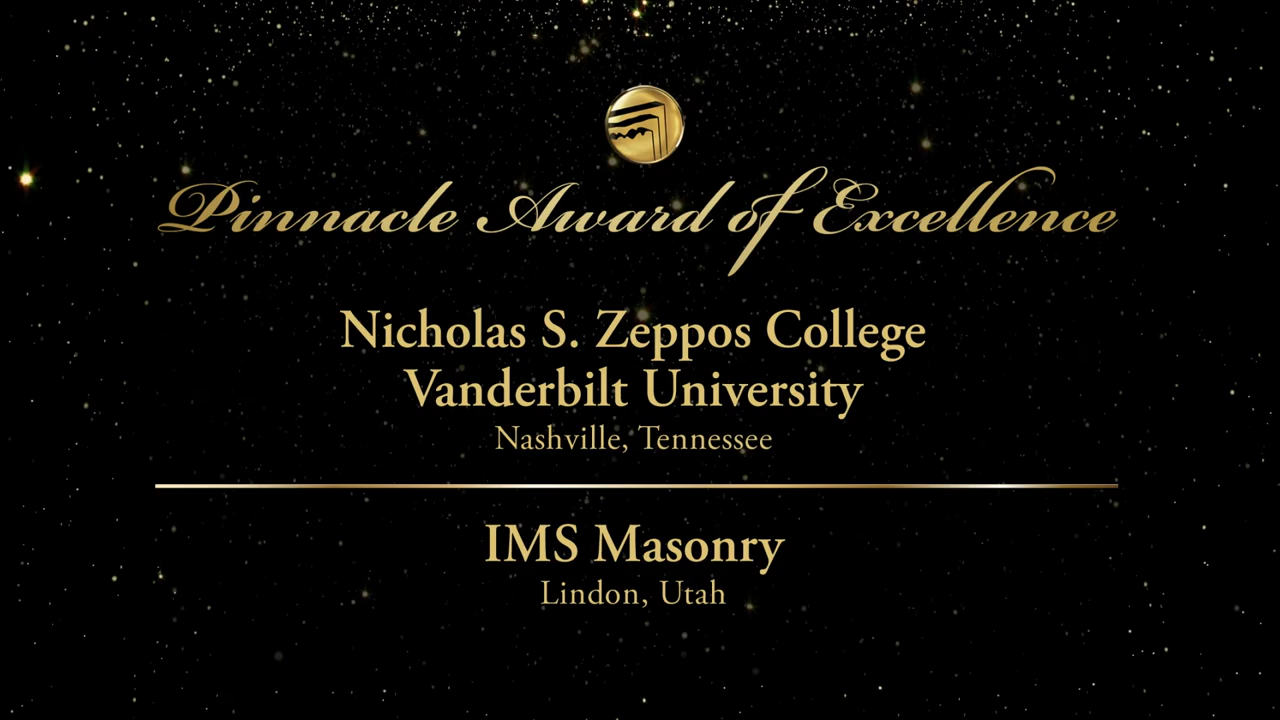 Pinnacle Award of Excellence
Nicholas S. Zeppos College
Vanderbilt University
Nashville, Tennessee
IMS Masonry
Lindon, Utah